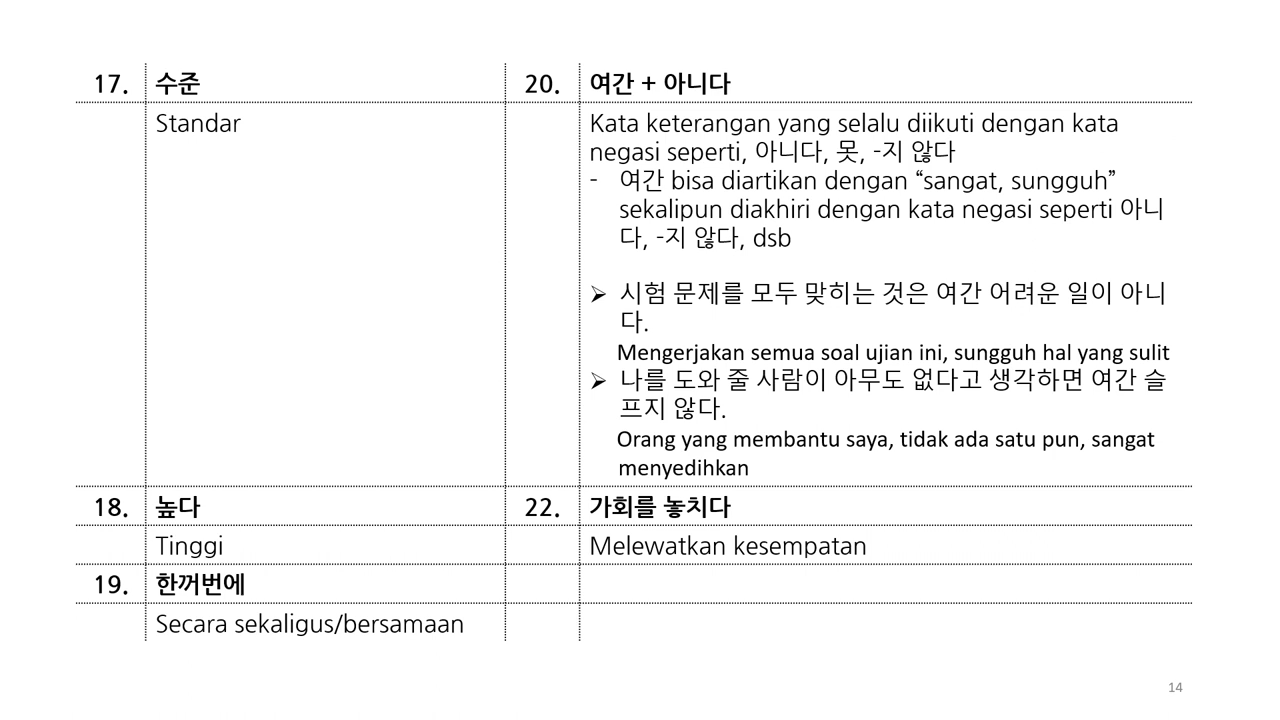 17. 수준
Standar
18. 높다
Tinggi
19. 한꺼번에
Secara sekaligus/bersamaan
20. 여간 + 아니다
Kata keterangan yang selalu diikuti dengan kata
negasi seperti, 아니다, 못, -지 않다
- 여간 bisa diartikan dengan “sangat, sungguh”
sekalipun diakhiri dengan kata negasi seperti 아니
다, -지 않다, dsb
➢ 시험 문제를 모두 맞히는 것은 여간 어려운 일이 아니
다.
Mengerjakan semua soal ujian ini, sungguh hal yang sulit
➢ 나를 도와 줄 사람이 아무도 없다고 생각하면 여간 슬
프지 않다.
Orang yang membantu saya, tidak ada satu pun, sangat
menyedihkan
22. 가회를 놓치다
Melewatkan kesempatan
14